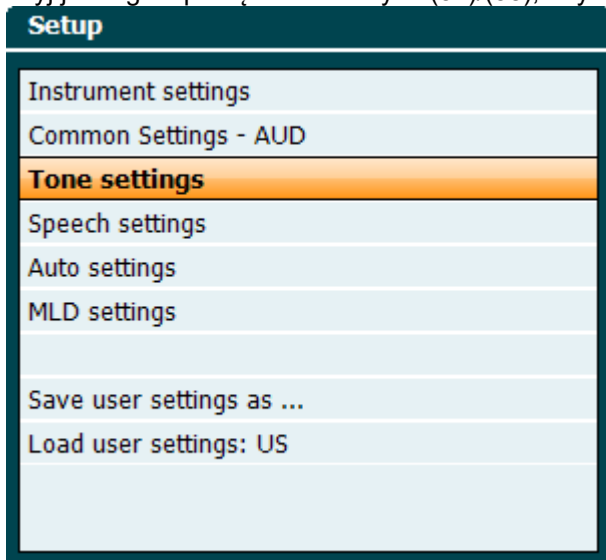 Setup
Instrument settings
Common Settings - AUD
Tone settings
Speech settings
Auto settings
MLD settings
Save user settings as ...
Load user settings: US